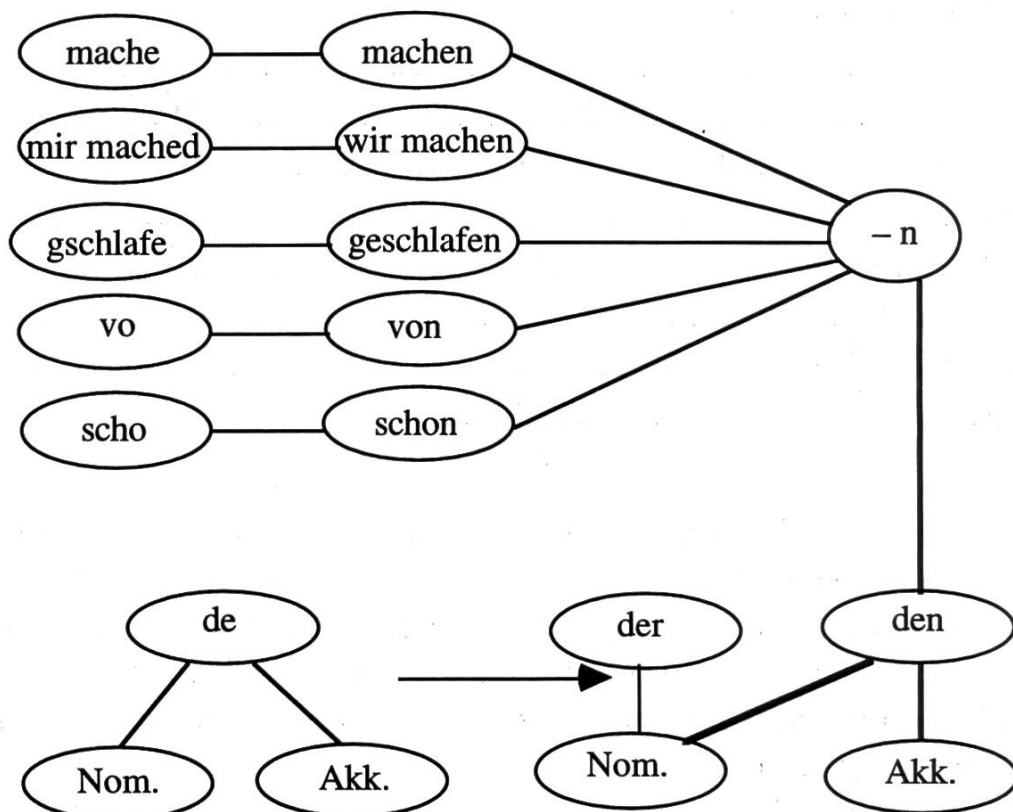 mache machen
mir mached wir machen
– n
gschlafe geschlafen
vo von
scho schon
de der den
Nom. Akk. Nom. Akk.